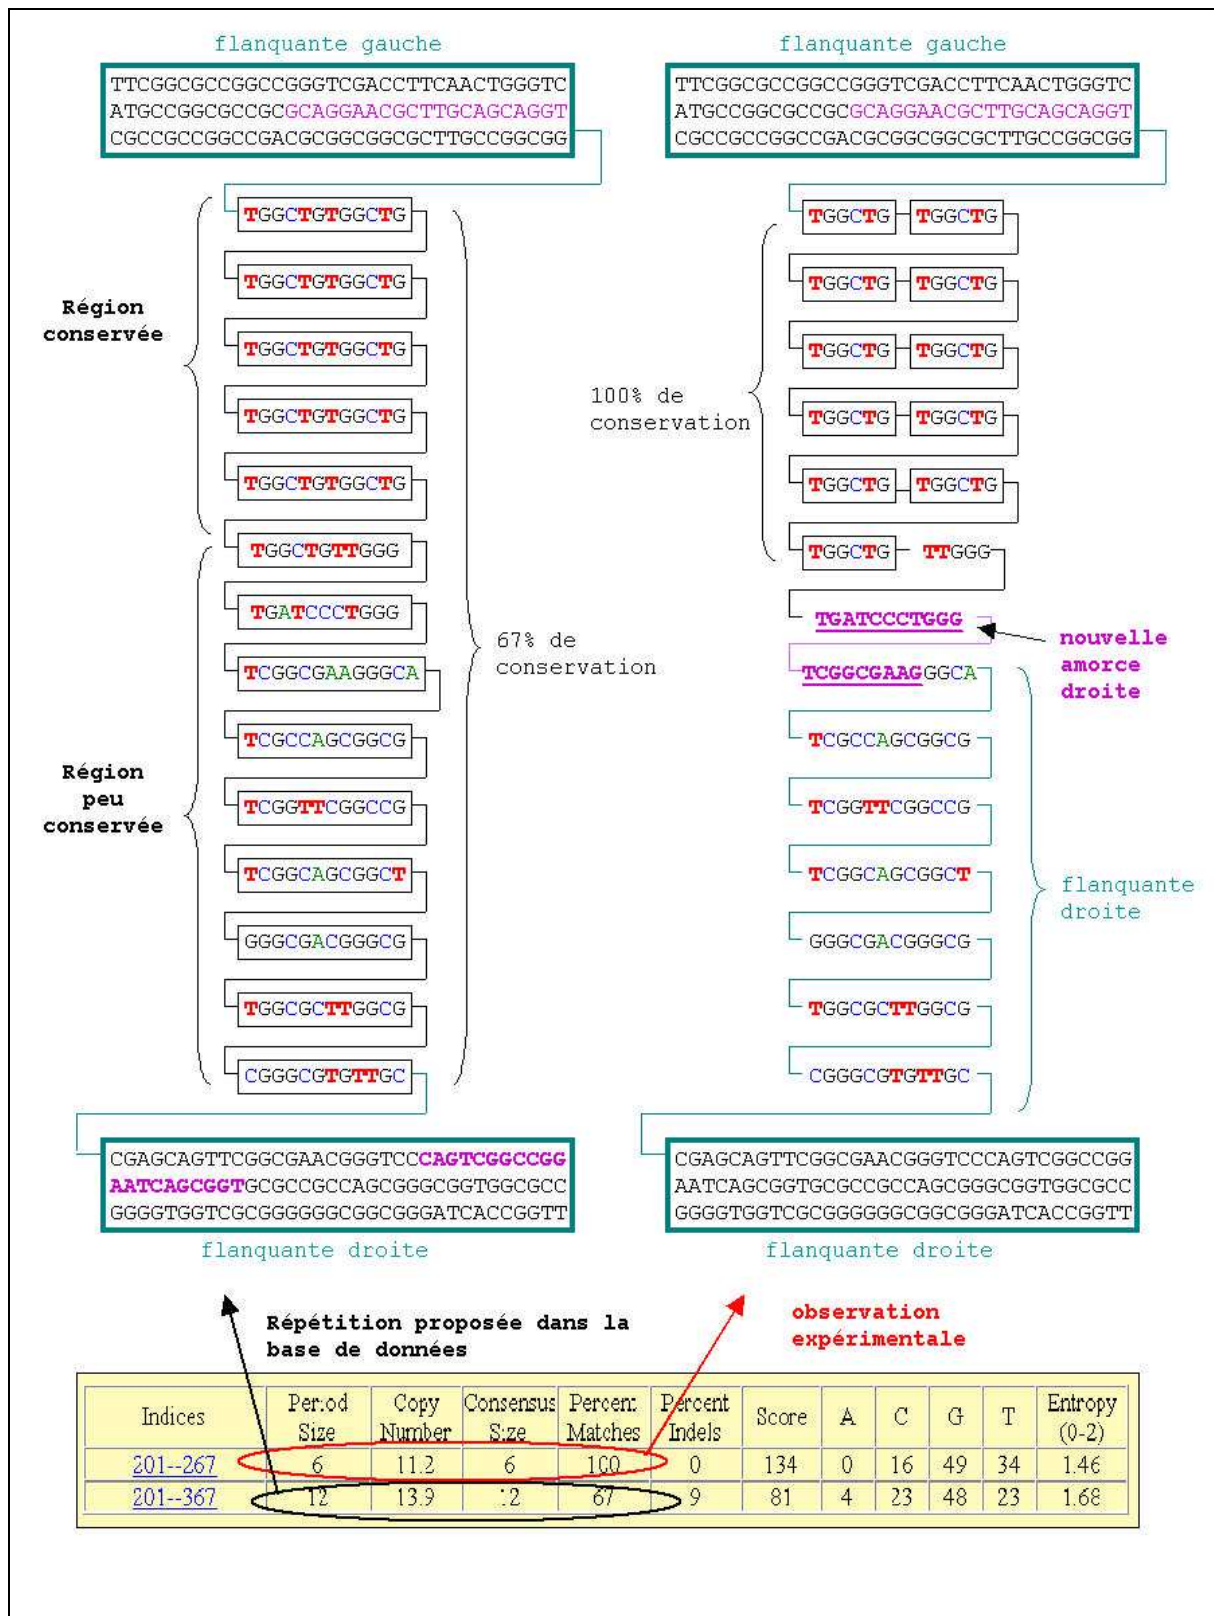 flanquante gauche
TTCGGCGCCGGCCGGGTCGACCTTCAACTGGGTC
ATGCCGGCGCCGCGCAGGAACGCTTGCAGCAGGT
CGCCGCCGGCCGACGCGGCGGCGCTTGCCGGCGG
Région
conservée
TGGCTGTGGCTG
TGGCTGTGGCTG
TGGCTGTGGCTG
TGGCTGTGGCTG
TGGCTGTGGCTG
TGGCTGTTGGG
TGATCCCTGGG
TCGGCGAAGGGCA
TCGCCAGCGGCG
TCGGTTCGGCCG
TCGGCAGCGGCT
GGGCGACGGGCG
TGGCGCTTGGCG
CGGGCGTGTTGC
Région
peu
conservée
67% de
conservation
CGAGCAGTTCGGCGAACGGGTCCCAGTCGGCCGG
AATCAGCGGTGCGCCGCCAGCGGGCGGTGGCGCC
GGGGTGGTCGCGGGGGGCGGCGGGATCACCGGTT
flanquante droite
flanquante gauche
TTCGGCGCCGGCCGGGTCGACCTTCAACTGGGTC
ATGCCGGCGCCGCGCAGGAACGCTTGCAGCAGGT
CGCCGCCGGCCGACGCGGCGGCGCTTGCCGGCGG
100% de
conservation
TGGCTG TGGCTG
TGGCTG TGGCTG
TGGCTG TGGCTG
TGGCTG TGGCTG
TGGCTG TGGCTG
TGGCTG TTGGG
TGATCCCTGGG
TCGGCGAAGGGCA
TCGCCAGCGGCG
TCGGTTCGGCCG
TCGGCAGCGGCT
GGGCGACGGGCG
TGGCGCTTGGCG
CGGGCGTGTTGC
nouvelle
amorce
droite
flanquante
droite
CGAGCAGTTCGGCGAACGGGTCCCAGTCGGCCGG
AATCAGCGGTGCGCCGCCAGCGGGCGGTGGCGCC
GGGGTGGTCGCGGGGGGCGGCGGGATCACCGGTT
flanquante droite
Répétition proposée dans la
base de données
observation
expérimentale
Indices Period Size Copy Number Consensus Size Percent Matches Percent Indels Score A C G T Entropy (0-2)
201--267 6 11.2 6 100 0 134 0 16 49 34 1.46
201--367 12 13.9 12 67 9 81 4 23 48 23 1.68